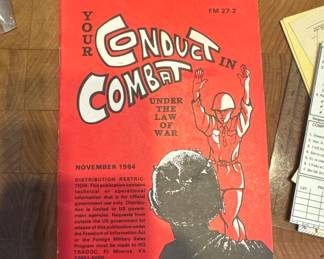 FM 27-2
YOUR
CONDUCT
IN
COMBAT
UNDER
THE
LAW
OF
WAR
NOVEMBER 1984
DISTRIBUTION RESTRIC-
TION. This publication contains
technical or operational
information that is for official
government use only. Distribu-
tion is limited to US govern-
ment agencies. Requests from
outside the US government for
release of this publication under
the Freedom of Information Act
or the Foreign Military Sales
Program must be made to HQ
TRADOC, Ft Monroe, VA